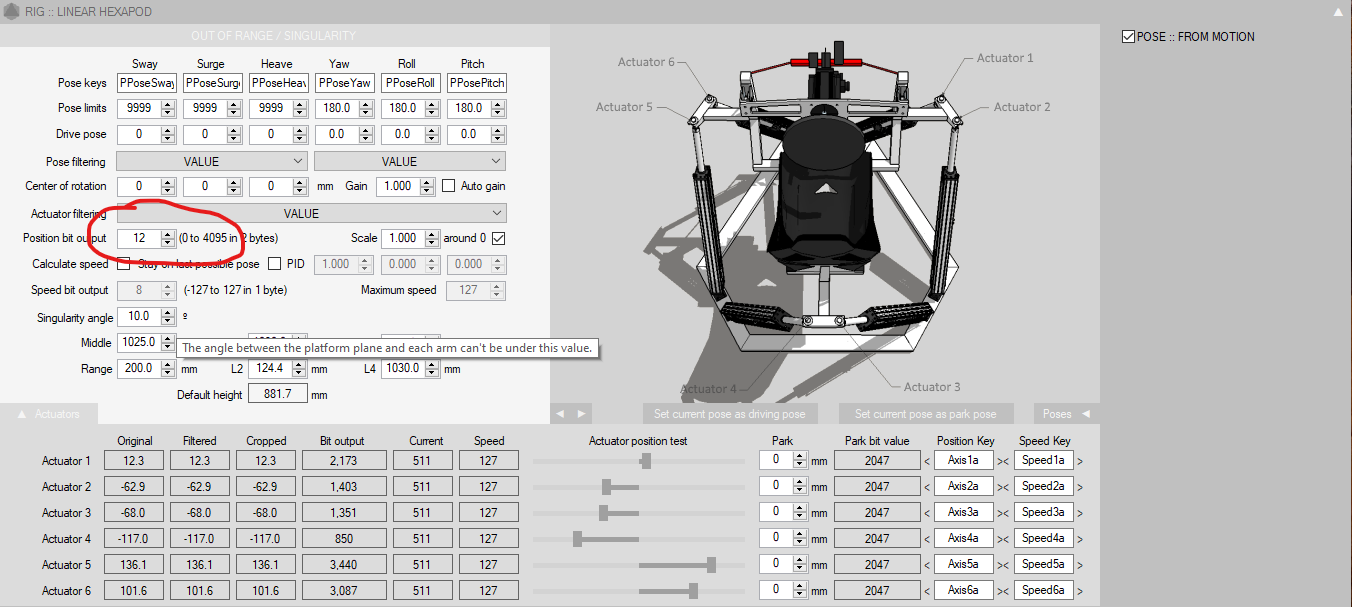 RIG :: LINEAR HEXAPOD
OUT OF RANGE / SINGULARITY
POSE :: FROM MOTION
Sway Surge Heave Yaw Roll Pitch
Pose keys PPoseSway PPoseSurge PPoseHeav PPoseYaw PPoseRoll PPosePitch
Pose limits 9999 9999 9999 180.0 180.0 180.0
Drive pose 0 0 0 0.0 0.0 0.0
Pose filtering VALUE VALUE
Center of rotation 0 0 0 mm Gain 1.000 Auto gain
Actuator filtering VALUE
Position bit output 12 (0 to 4095 in 2 bytes) Scale 1.000 around 0
Calculate speed Stay on last possible pose PID 1.000 0.000 0.000
Speed bit output 8 (-127 to 127 in 1 byte) Maximum speed 127
Singularity angle 10.0 º
Middle 1025.0
The angle between the platform plane and each arm can't be under this value.
Range 200.0 mm L2 124.4 mm L4 1030.0 mm
Default height 881.7 mm
Actuator 6
Actuator 1
Actuator 5
Actuator 2
Actuator 4
Actuator 3
Actuators
Set current pose as driving pose Set current pose as park pose Poses
Original Filtered Cropped Bit output Current Speed Actuator position test Park Park bit value Position Key Speed Key
Actuator 1 12.3 12.3 12.3 2,173 511 127 0 mm 2047 < Axis1a >< Speed1a >
Actuator 2 -62.9 -62.9 -62.9 1,403 511 127 0 mm 2047 < Axis2a >< Speed2a >
Actuator 3 -68.0 -68.0 -68.0 1,351 511 127 0 mm 2047 < Axis3a >< Speed3a >
Actuator 4 -117.0 -117.0 -117.0 850 511 127 0 mm 2047 < Axis4a >< Speed4a >
Actuator 5 136.1 136.1 136.1 3,440 511 127 0 mm 2047 < Axis5a >< Speed5a >
Actuator 6 101.6 101.6 101.6 3,087 511 127 0 mm 2047 < Axis6a >< Speed6a >